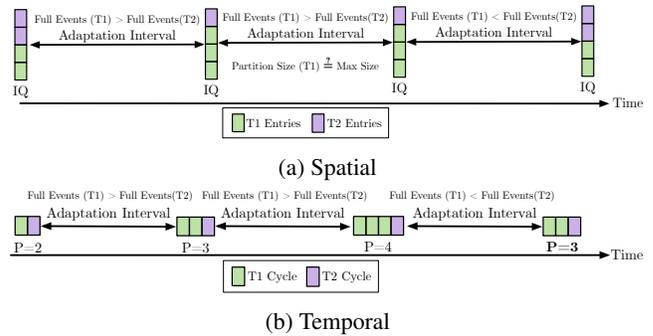 Full Events (T1) > Full Events(T2) Full Events (T1) > Full Events(T2) Full Events (T1) < Full Events(T2)
Adaptation Interval Adaptation Interval Adaptation Interval
Partition Size (T1) ≟ Max Size
IQ IQ IQ IQ
Time
T1 Entries T2 Entries
(a) Spatial
Full Events (T1) > Full Events(T2) Full Events (T1) > Full Events(T2) Full Events (T1) < Full Events(T2)
Adaptation Interval Adaptation Interval Adaptation Interval
P=2 P=3 P=4 P=3
Time
T1 Cycle T2 Cycle
(b) Temporal